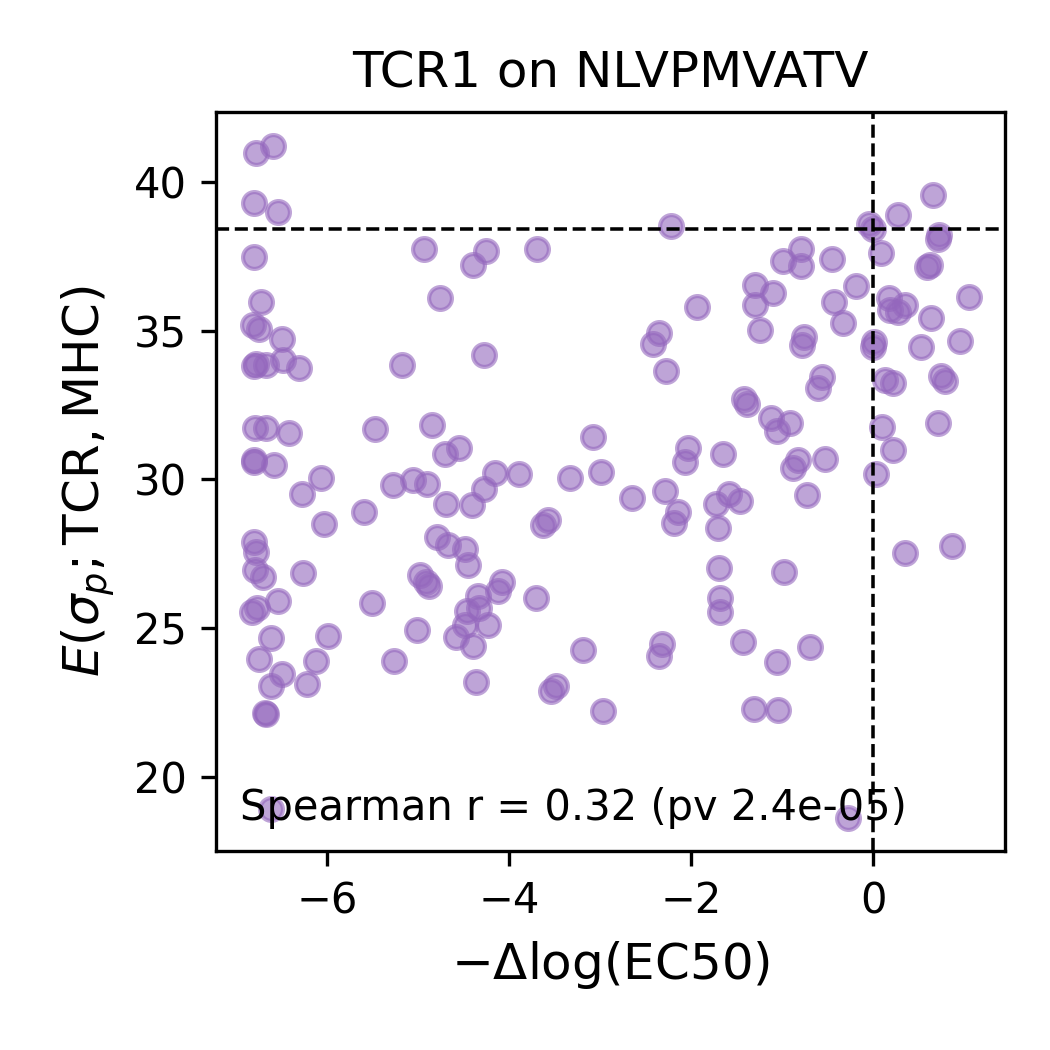 TCR1 on NLVPMVATV
40
35
30
25
20
E(σₚ; TCR, MHC)
Spearman r = 0.32 (pv 2.4e-05)
−6 −4 −2 0
−Δlog(EC50)